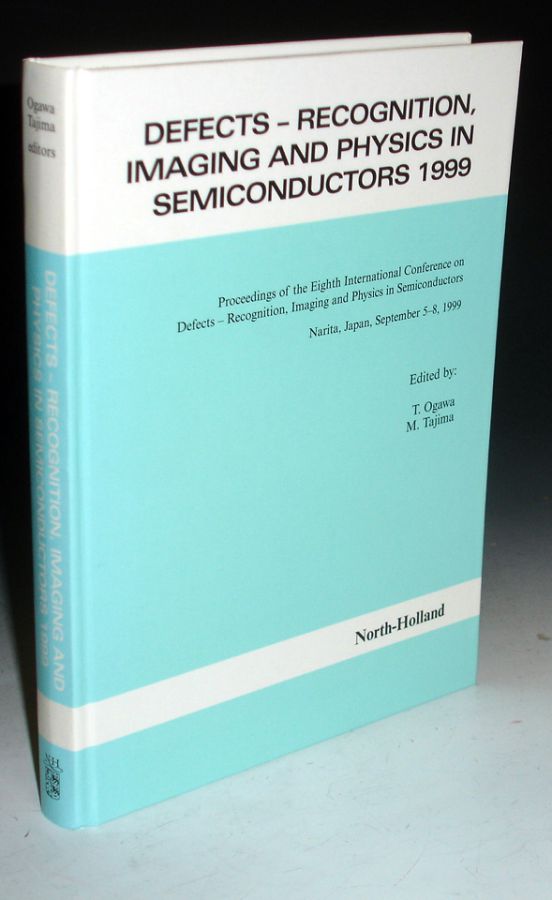 Ogawa
Tajima
editors
DEFECTS – RECOGNITION, IMAGING AND
PHYSICS IN SEMICONDUCTORS 1999
DEFECTS – RECOGNITION,
IMAGING AND PHYSICS IN
SEMICONDUCTORS 1999
Proceedings of the Eighth International Conference on
Defects – Recognition, Imaging and Physics in Semiconductors
Narita, Japan, September 5–8, 1999
Edited by:
T. Ogawa
M. Tajima
North-Holland